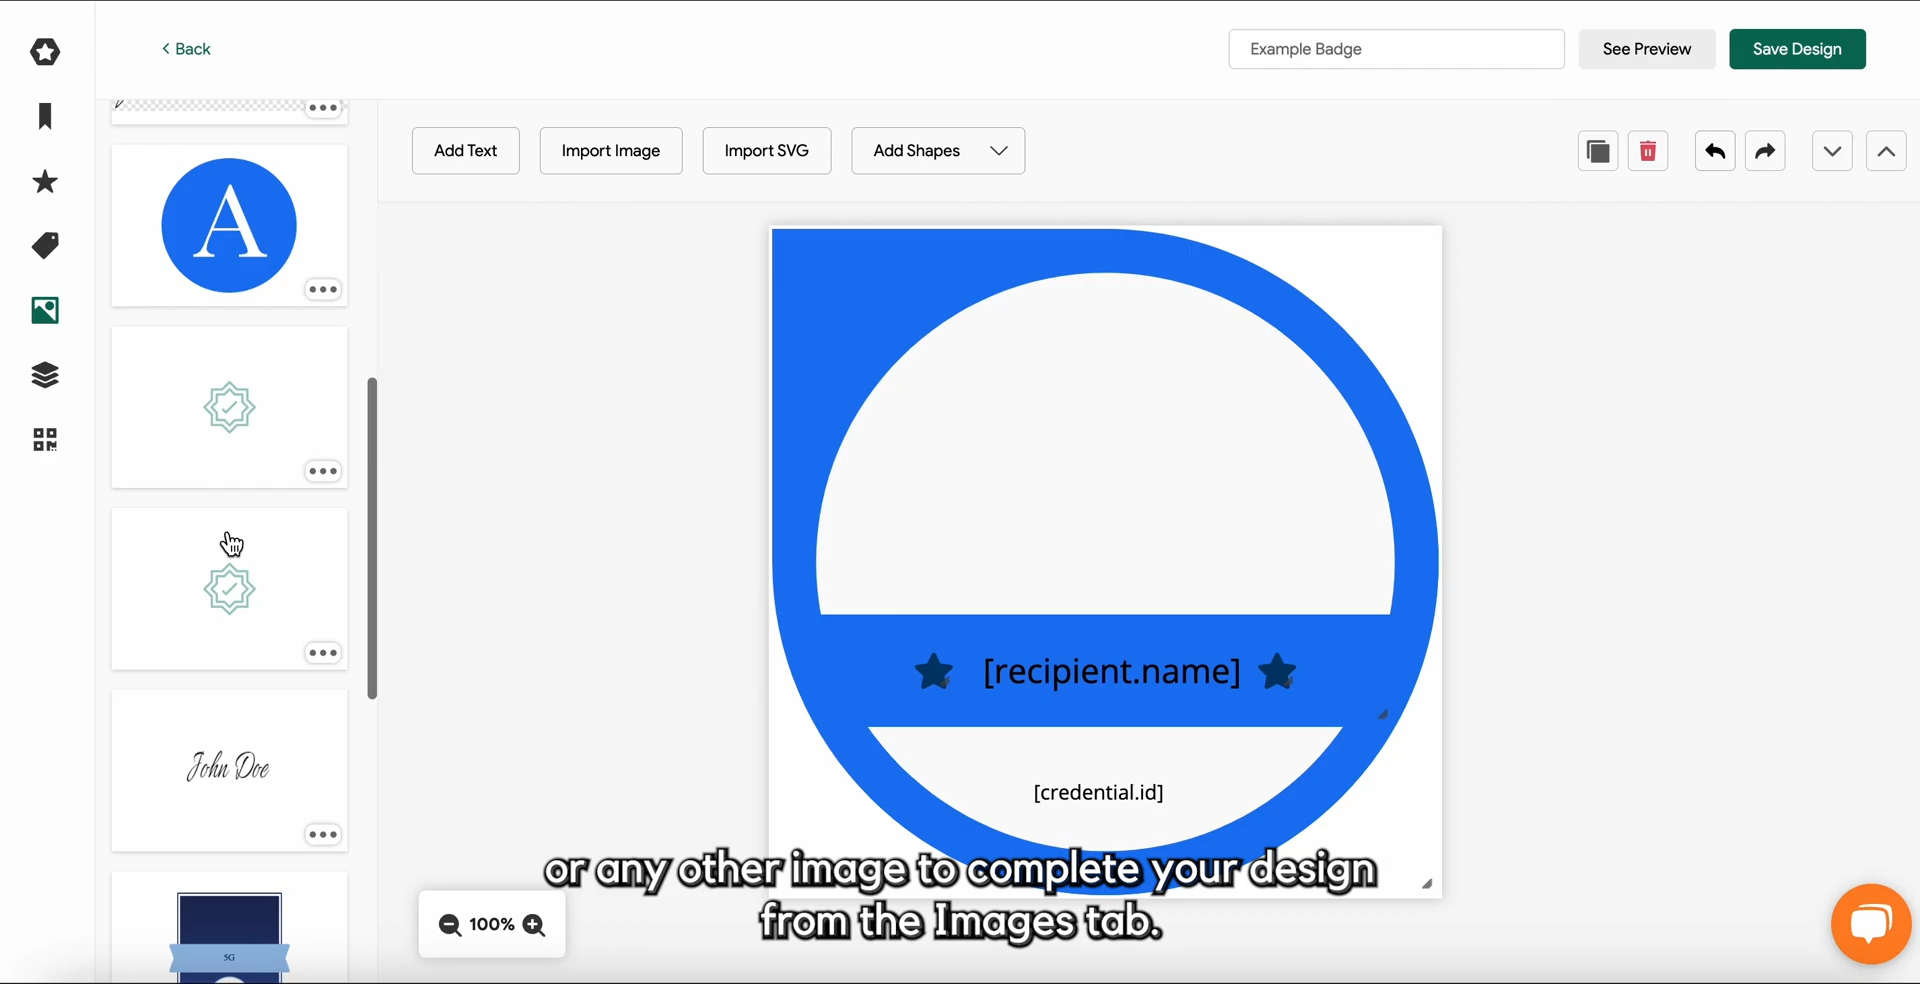 Back
Example Badge
See Preview
Save Design
Add Text
Import Image
Import SVG
Add Shapes
A
[recipient.name]
John Doe
[credential.id]
or any other image to complete your design
from the Images tab.
100%
5G